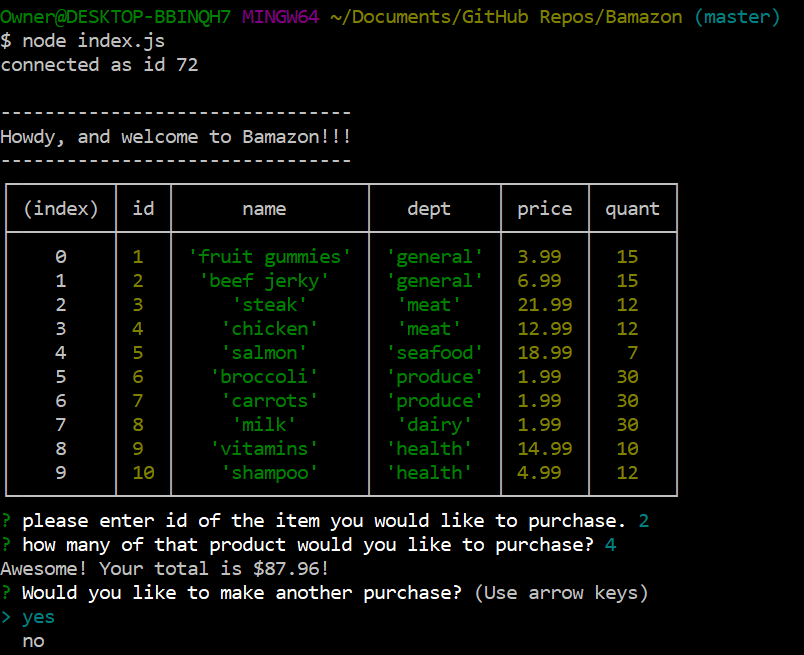 Owner@DESKTOP-BBINQH7 MINGW64 ~/Documents/GitHub Repos/Bamazon (master)
$ node index.js
connected as id 72
--------------------------------
Howdy, and welcome to Bamazon!!!
--------------------------------
(index) id name dept price quant
0 1 'fruit gummies' 'general' 3.99 15
1 2 'beef jerky' 'general' 6.99 15
2 3 'steak' 'meat' 21.99 12
3 4 'chicken' 'meat' 12.99 12
4 5 'salmon' 'seafood' 18.99 7
5 6 'broccoli' 'produce' 1.99 30
6 7 'carrots' 'produce' 1.99 30
7 8 'milk' 'dairy' 1.99 30
8 9 'vitamins' 'health' 14.99 10
9 10 'shampoo' 'health' 4.99 12
? please enter id of the item you would like to purchase. 2
? how many of that product would you like to purchase? 4
Awesome! Your total is $87.96!
? Would you like to make another purchase? (Use arrow keys)
> yes
no